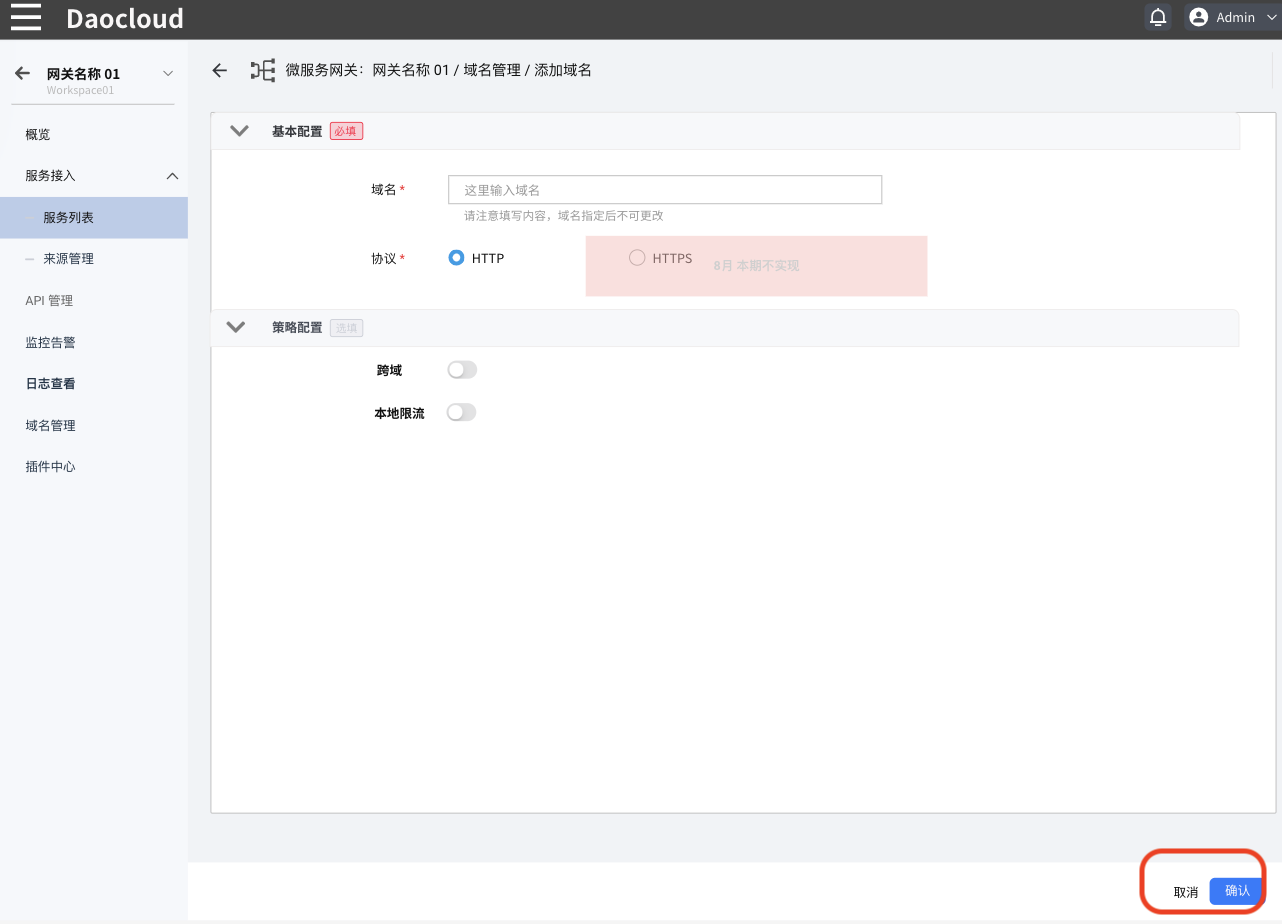 Daocloud
Admin
网关名称 01
Workspace01
概览
服务接入
服务列表
来源管理
API 管理
监控告警
日志查看
域名管理
插件中心
微服务网关：网关名称 01 / 域名管理 / 添加域名
基本配置 必填
域名*
这里输入域名
请注意填写内容，域名指定后不可更改
协议*
HTTP
HTTPS
8月 本期不实现
策略配置 选填
跨域
本地限流
取消
确认